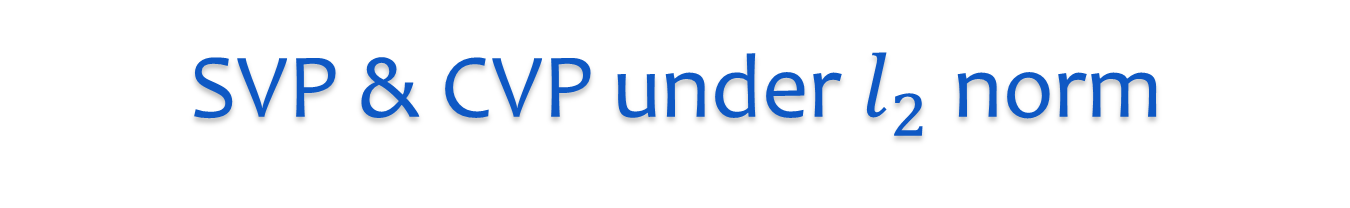 SVP & CVP under l₂ norm